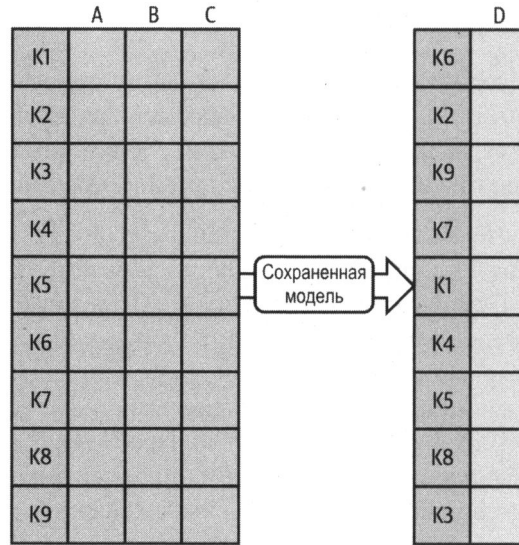 A B C
K1
K2
K3
K4
K5
K6
K7
K8
K9
Сохраненная
модель
D
K6
K2
K9
K7
K1
K4
K5
K8
K3